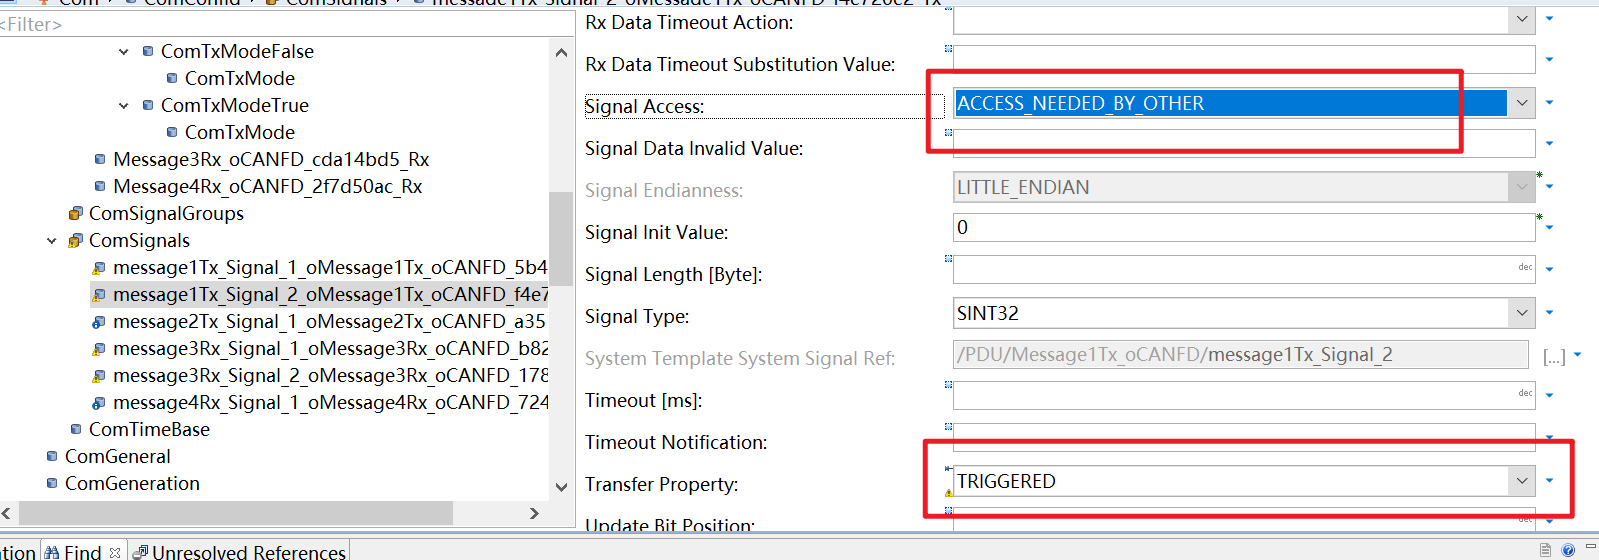 Com ComConfig ComSignals message1Tx_Signal_2_oMessage1Tx_oCANFD_f4e720e2_Tx
<Filter>
ComTxModeFalse
ComTxMode
ComTxModeTrue
ComTxMode
Message3Rx_oCANFD_cda14bd5_Rx
Message4Rx_oCANFD_2f7d50ac_Rx
ComSignalGroups
ComSignals
message1Tx_Signal_1_oMessage1Tx_oCANFD_5b4
message1Tx_Signal_2_oMessage1Tx_oCANFD_f4e7
message2Tx_Signal_1_oMessage2Tx_oCANFD_a35
message3Rx_Signal_1_oMessage3Rx_oCANFD_b82
message3Rx_Signal_2_oMessage3Rx_oCANFD_178
message4Rx_Signal_1_oMessage4Rx_oCANFD_724
ComTimeBase
ComGeneral
ComGeneration
Rx Data Timeout Action:
Rx Data Timeout Substitution Value:
Signal Access: ACCESS_NEEDED_BY_OTHER
Signal Data Invalid Value:
Signal Endianness: LITTLE_ENDIAN
Signal Init Value: 0
Signal Length [Byte]: dec
Signal Type: SINT32
System Template System Signal Ref: /PDU/Message1Tx_oCANFD/message1Tx_Signal_2 [...]
Timeout [ms]: dec
Timeout Notification:
Transfer Property: TRIGGERED
Update Bit Position: dec
ation Find Unresolved References